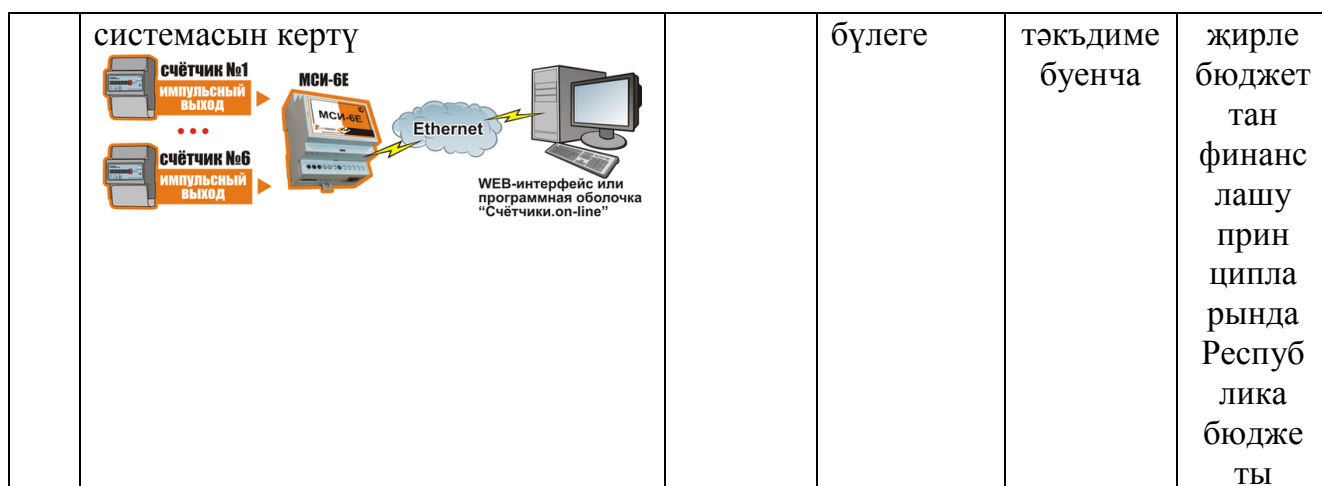 системасын кертү
счётчик №1
импульсный
выход
• • •
счётчик №6
импульсный
выход
МСИ-6Е
МСИ-6Е
Ethernet
WEB-интерфейс или
программная оболочка
“Счётчики.on-line”
бүлеге
тәкъдиме
буенча
җирле
бюджет
тан
финанс
лашу
прин
ципла
рында
Респуб
лика
бюдже
ты